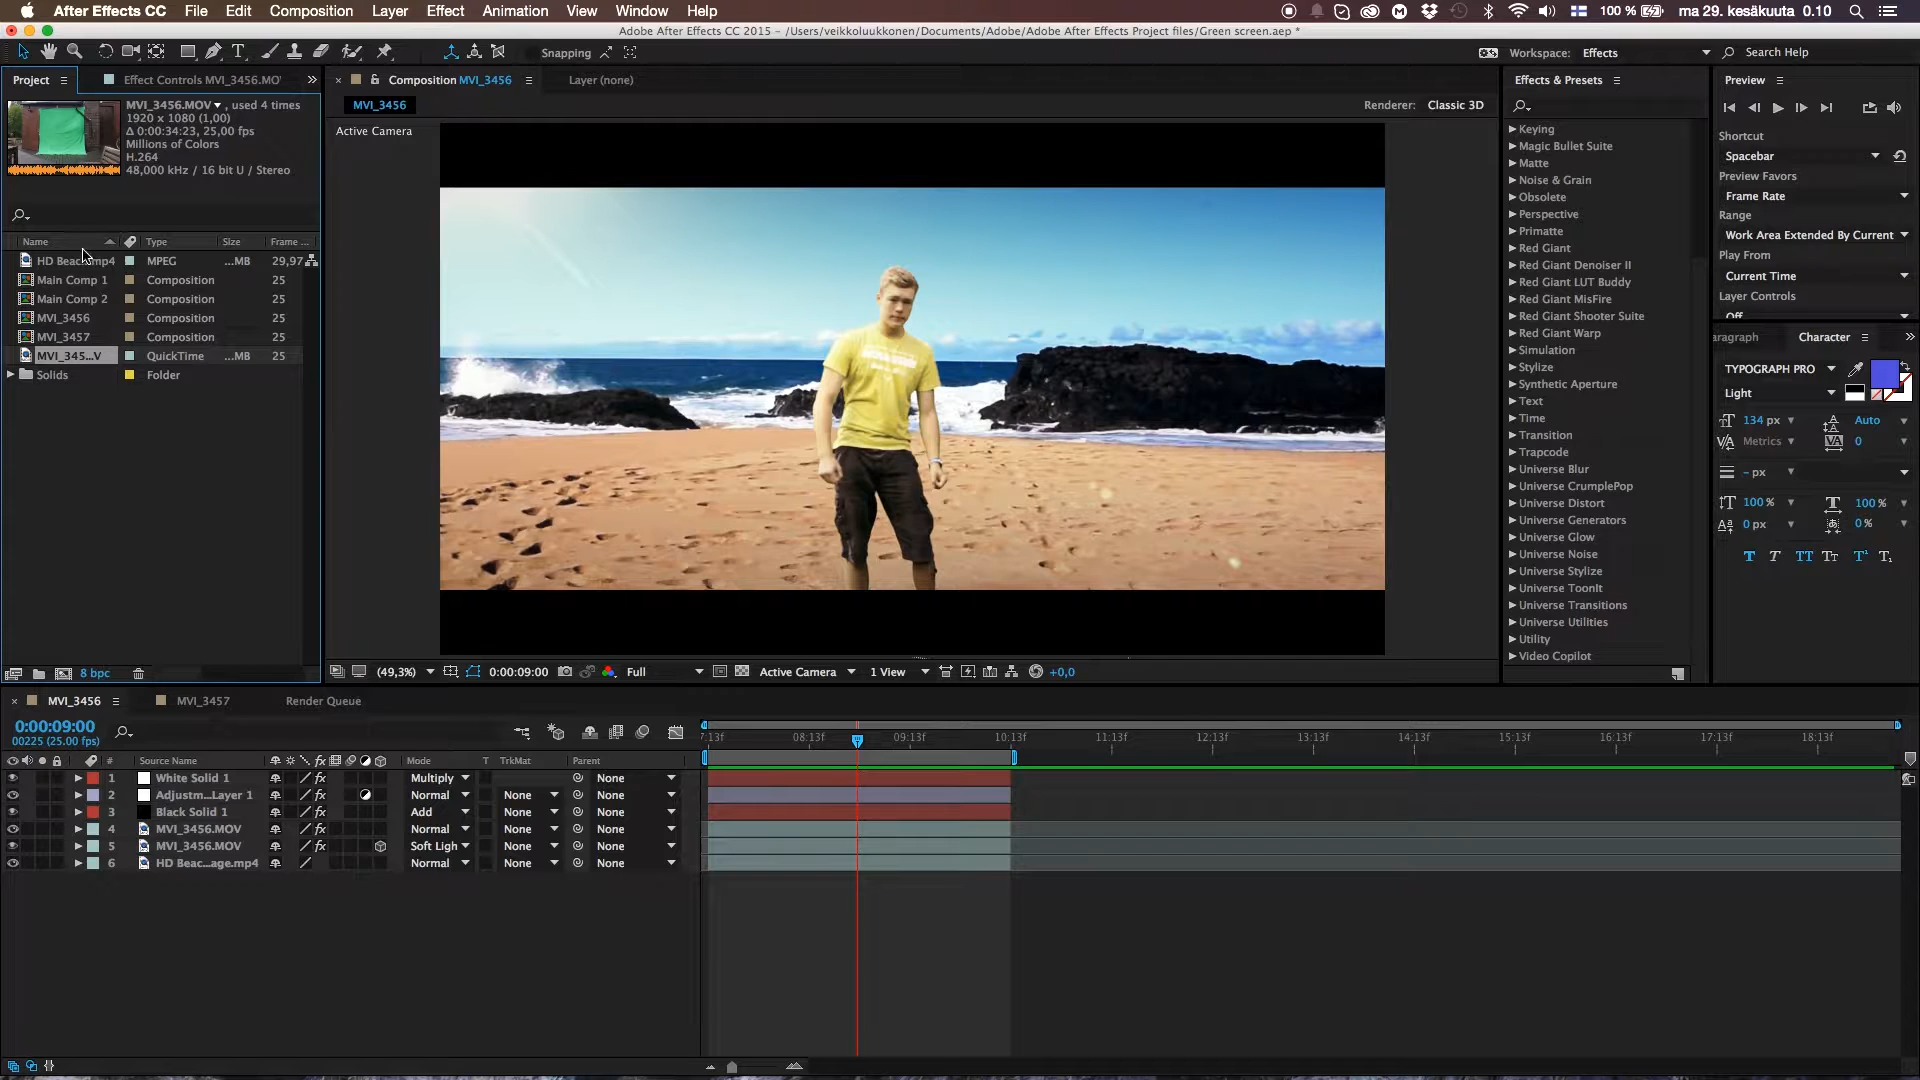 After Effects CC File Edit Composition Layer Effect Animation View Window Help 100 % ma 29. kesäkuuta 0.10
Adobe After Effects CC 2015 - /Users/veikkoluukkonen/Documents/Adobe/Adobe After Effects Project files/Green screen.aep *
Snapping Workspace: Effects Search Help
Project Effect Controls MVI_3456.MO' Composition MVI_3456 Layer (none) Effects & Presets Preview
MVI_3456.MOV , used 4 times
1920 x 1080 (1,00)
Δ 0:00:34:23, 25,00 fps
Millions of Colors
H.264
48,000 kHz / 16 bit U / Stereo
Name Type Size Frame ...
HD Beac mp4 MPEG ...MB 29,97
Main Comp 1 Composition 25
Main Comp 2 Composition 25
MVI_3456 Composition 25
MVI_3457 Composition 25
MVI_345...V QuickTime ...MB 25
Solids Folder
8 bpc
MVI_3456 Renderer: Classic 3D
Active Camera
(49,3%) 0:00:09:00 Full Active Camera 1 View +0,0
Keying
Magic Bullet Suite
Matte
Noise & Grain
Obsolete
Perspective
Primatte
Red Giant
Red Giant Denoiser II
Red Giant LUT Buddy
Red Giant MisFire
Red Giant Shooter Suite
Red Giant Warp
Simulation
Stylize
Synthetic Aperture
Text
Time
Transition
Trapcode
Universe Blur
Universe CrumplePop
Universe Distort
Universe Generators
Universe Glow
Universe Noise
Universe Stylize
Universe ToonIt
Universe Transitions
Universe Utilities
Utility
Video Copilot
Shortcut
Spacebar
Preview Favors
Frame Rate
Range
Work Area Extended By Current
Play From
Current Time
Layer Controls
Off
aragraph Character
TYPOGRAPH PRO
Light
134 px Auto
Metrics 0
- px
100 % 100 %
0 px 0 %
T T TT Tt T¹ T₁
MVI_3456 MVI_3457 Render Queue
0:00:09:00
00225 (25.00 fps)
7:13f 08:13f 09:13f 10:13f 11:13f 12:13f 13:13f 14:13f 15:13f 16:13f 17:13f 18:13f
# Source Name fx Mode T TrkMat Parent
1 White Solid 1 fx Multiply None
2 Adjustm...Layer 1 fx Normal None None
3 Black Solid 1 fx Add None None
4 MVI_3456.MOV fx Normal None None
5 MVI_3456.MOV fx Soft Ligh None None
6 HD Beac...age.mp4 Normal None None